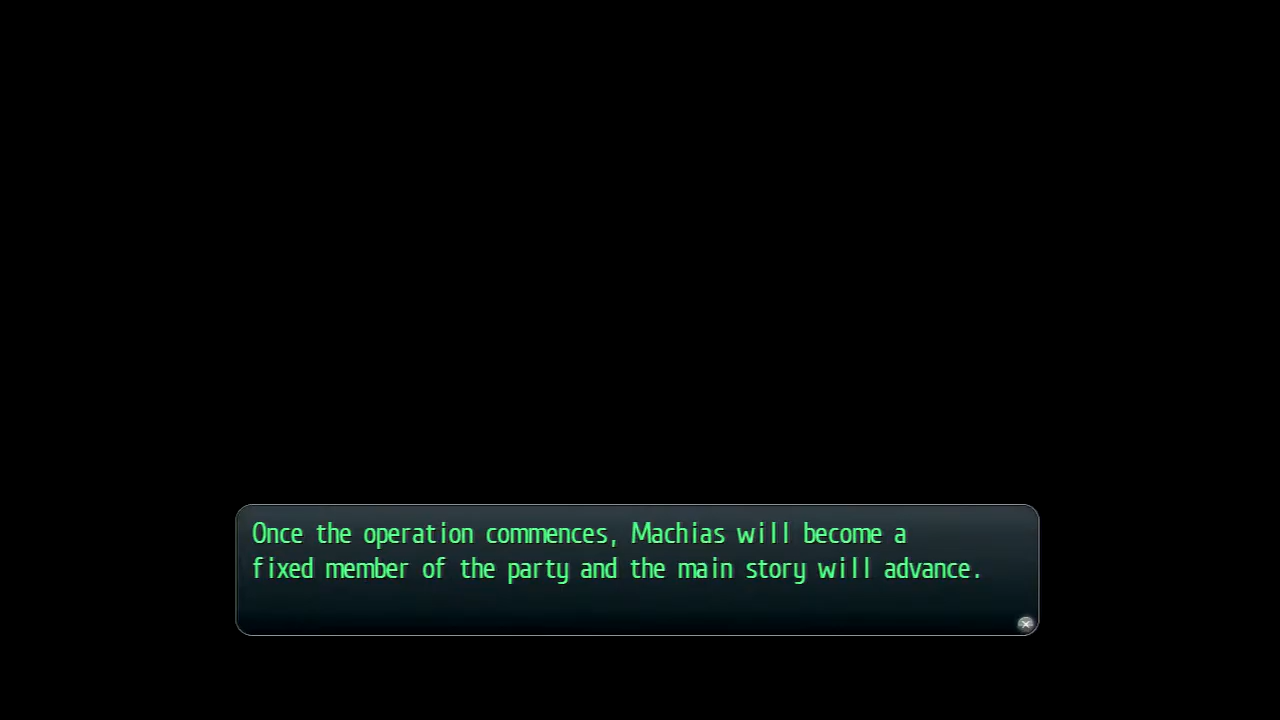 Once the operation commences, Machias will become a
fixed member of the party and the main story will advance.